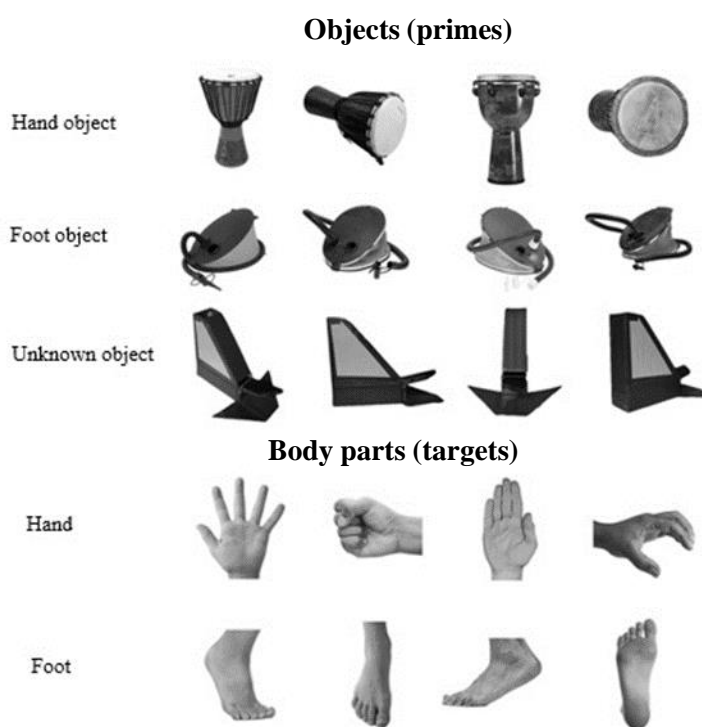 Objects (primes)
Hand object
Foot object
Unknown object
Body parts (targets)
Hand
Foot